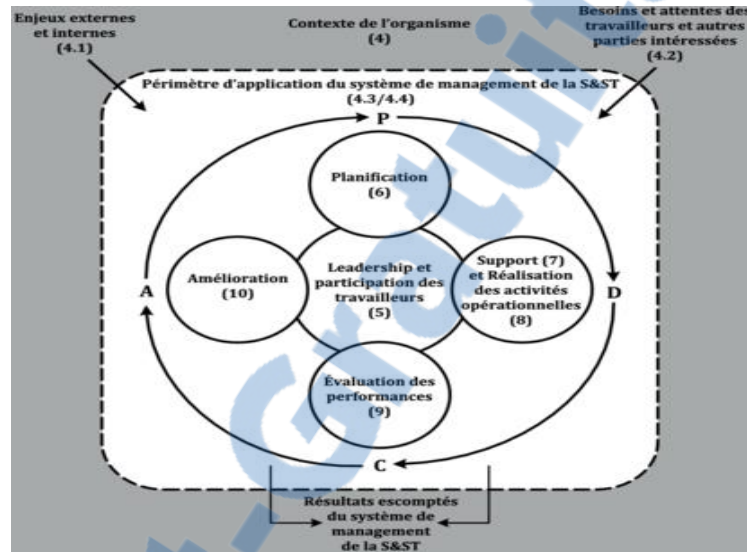 Enjeux externes
et internes
(4.1)
Contexte de l'organisme
(4)
Besoins et attentes des
travailleurs et autres
parties intéressées
(4.2)
Périmètre d'application du système de management de la S&ST
(4.3/4.4)
P
Planification
(6)
A
Amélioration
(10)
Leadership et
participation des
travailleurs
(5)
Support (7)
et Réalisation
des activités
opérationnelles
(8)
D
Évaluation des
performances
(9)
C
Résultats escomptés
du système de
management
de la S&ST